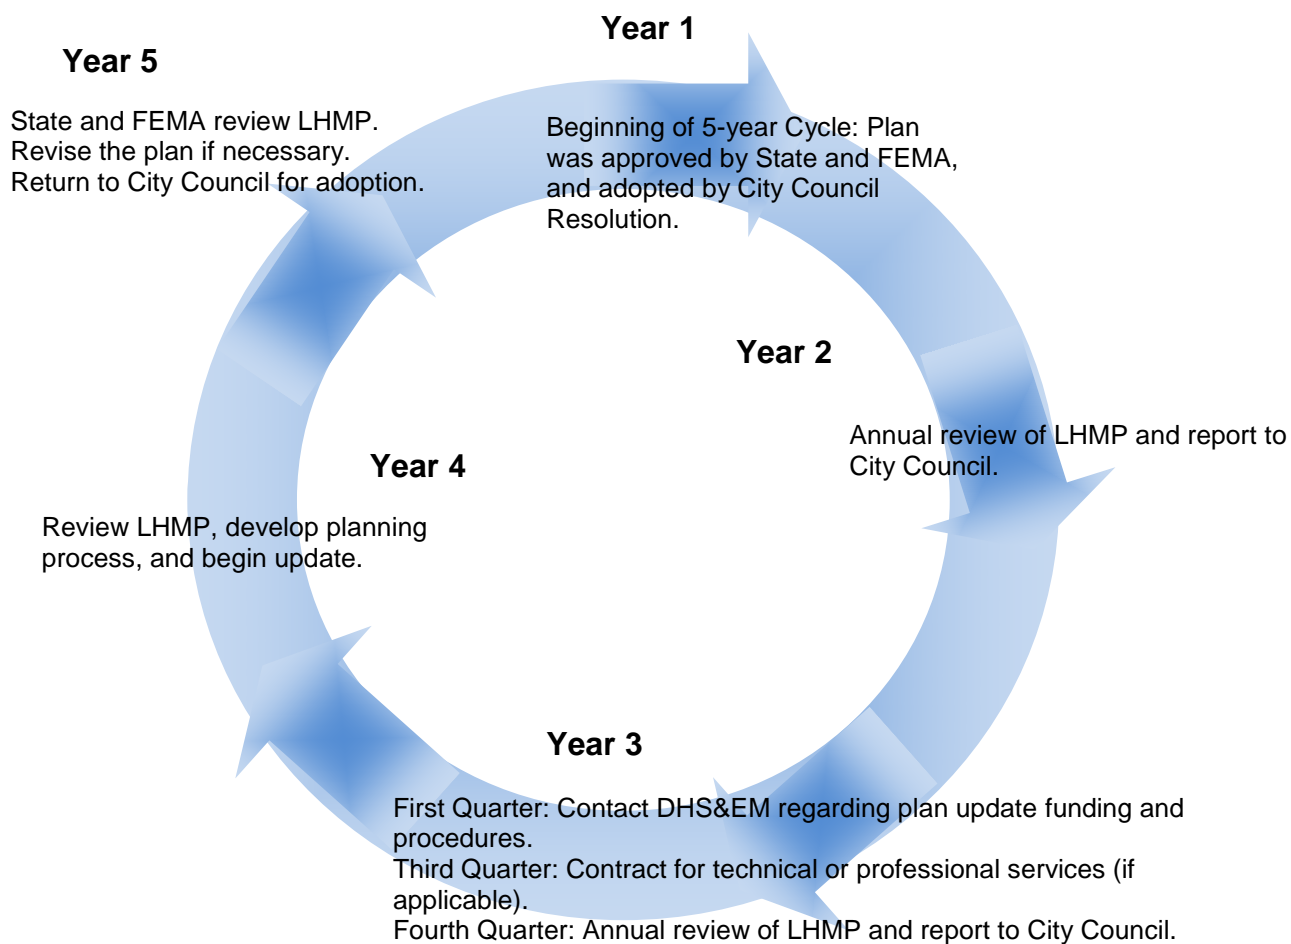 Year 1
Beginning of 5-year Cycle: Plan
was approved by State and FEMA,
and adopted by City Council
Resolution.
Year 2
Annual review of LHMP and report to
City Council.
Year 3
First Quarter: Contact DHS&EM regarding plan update funding and
procedures.
Third Quarter: Contract for technical or professional services (if
applicable).
Fourth Quarter: Annual review of LHMP and report to City Council.
Year 4
Review LHMP, develop planning
process, and begin update.
Year 5
State and FEMA review LHMP.
Revise the plan if necessary.
Return to City Council for adoption.